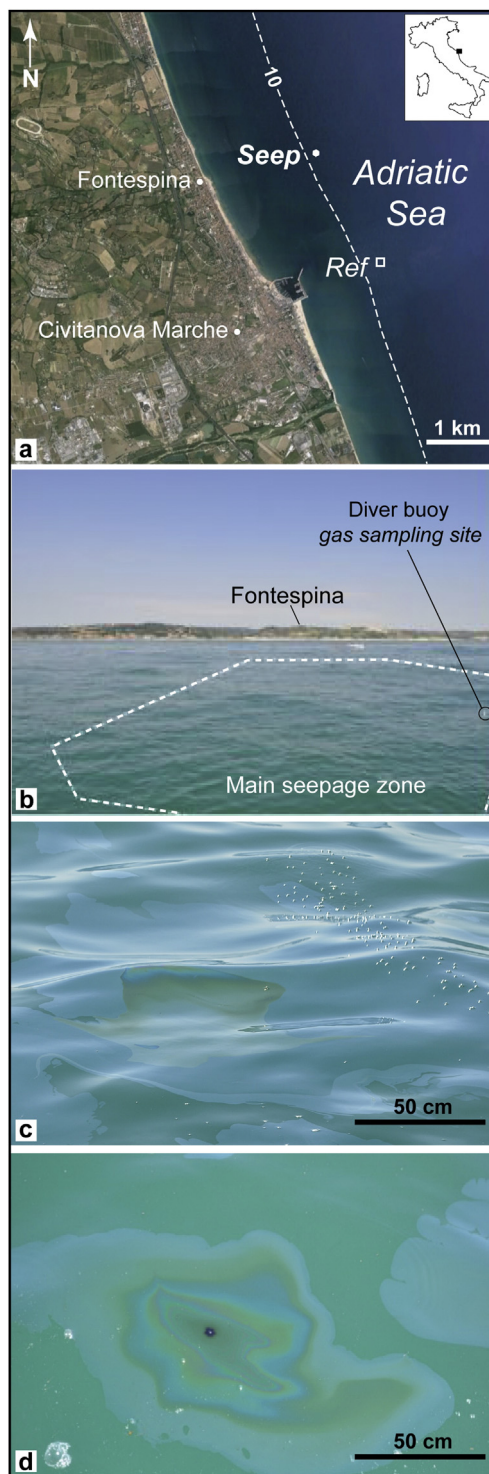 N
10
Seep
Fontespina
Adriatic
Sea
Ref
Civitanova Marche
1 km
a
Diver buoy
gas sampling site
Fontespina
Main seepage zone
b
50 cm
c
50 cm
d